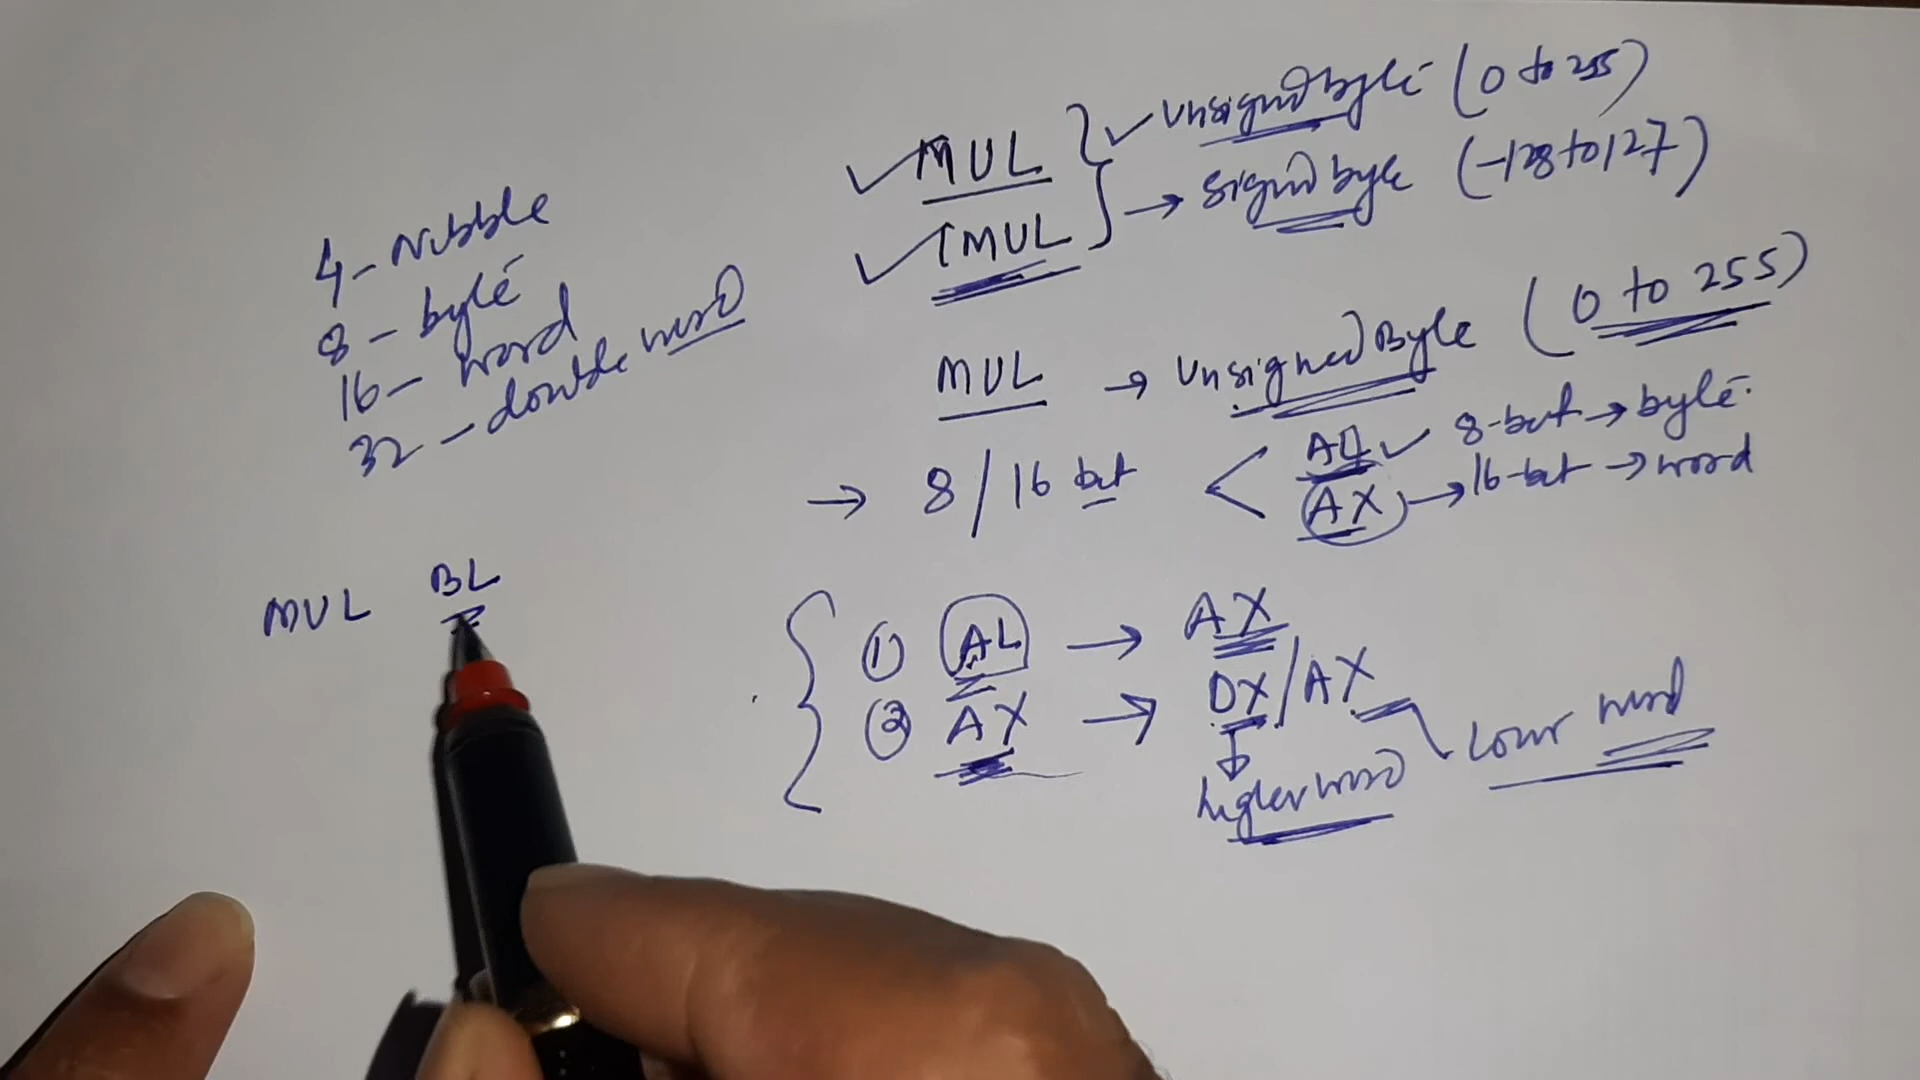 4 - Nibble
8 - byte
16 - word
32 - double word
MUL BL
MUL unsigned byte (0 to 255)
IMUL → signed byte (-128 to 127)
MUL → Unsigned Byte (0 to 255)
→ 8/16 bit < AL 8-bit → byte
AX → 16-bit → word
① AL → AX
② AX → DX/AX lower word
higher word